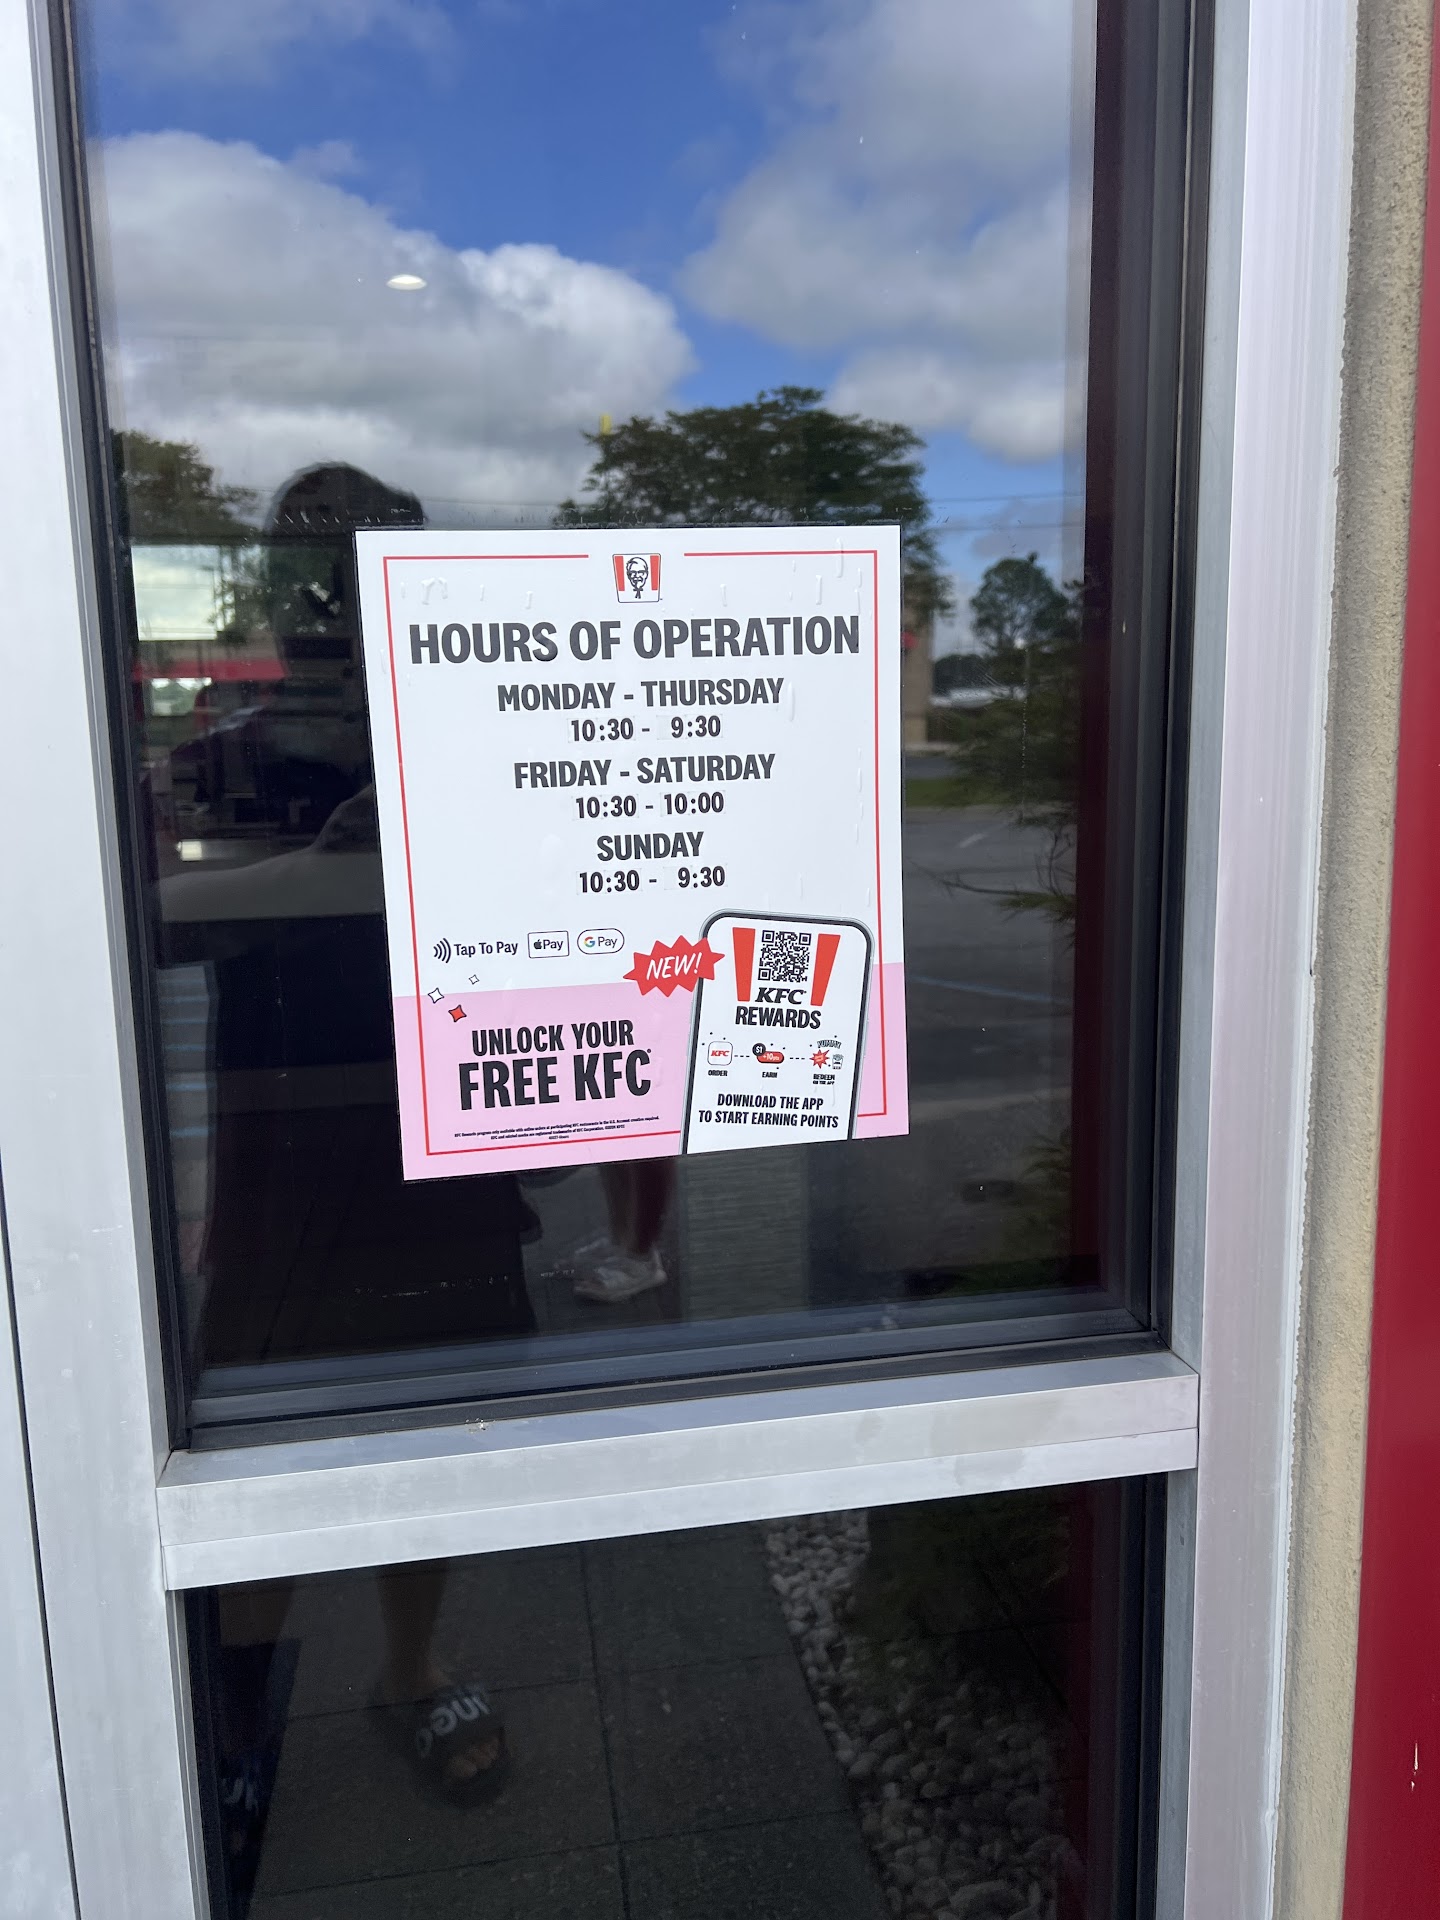 HOURS OF OPERATION
MONDAY - THURSDAY
10:30 - 9:30
FRIDAY - SATURDAY
10:30 - 10:00
SUNDAY
10:30 - 9:30
Tap To Pay Pay G Pay
NEW!
KFC
REWARDS
KFC
$1
ORDER
EARN
REDEEM
UNLOCK YOUR
FREE KFC
DOWNLOAD THE APP
TO START EARNING POINTS